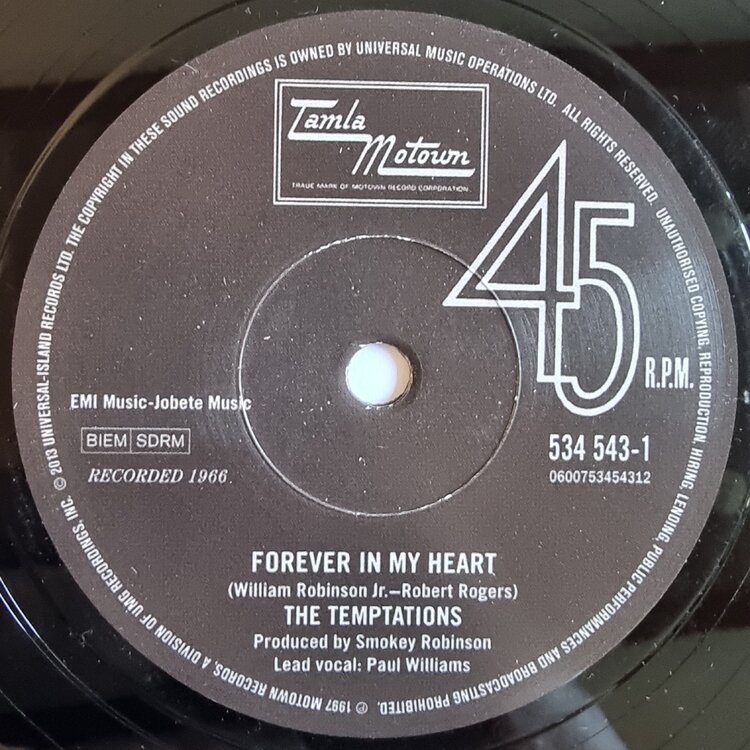 ℗ 1997 MOTOWN RECORDS, A DIVISION OF UMG RECORDINGS, INC. © 2013 UNIVERSAL-ISLAND RECORDS LTD. THE COPYRIGHT IN THESE SOUND RECORDINGS IS OWNED BY UNIVERSAL MUSIC OPERATIONS LTD. ALL RIGHTS RESERVED. UNAUTHORISED COPYING, REPRODUCTION, HIRING, LENDING, PUBLIC PERFORMANCES AND BROADCASTING PROHIBITED.
Tamla
Motown
TRADE MARK OF MOTOWN RECORD CORPORATION
45
R.P.M.
EMI Music-Jobete Music
BIEM SDRM
RECORDED 1966.
534 543-1
0600753454312
FOREVER IN MY HEART
(William Robinson Jr.–Robert Rogers)
THE TEMPTATIONS
Produced by Smokey Robinson
Lead vocal: Paul Williams